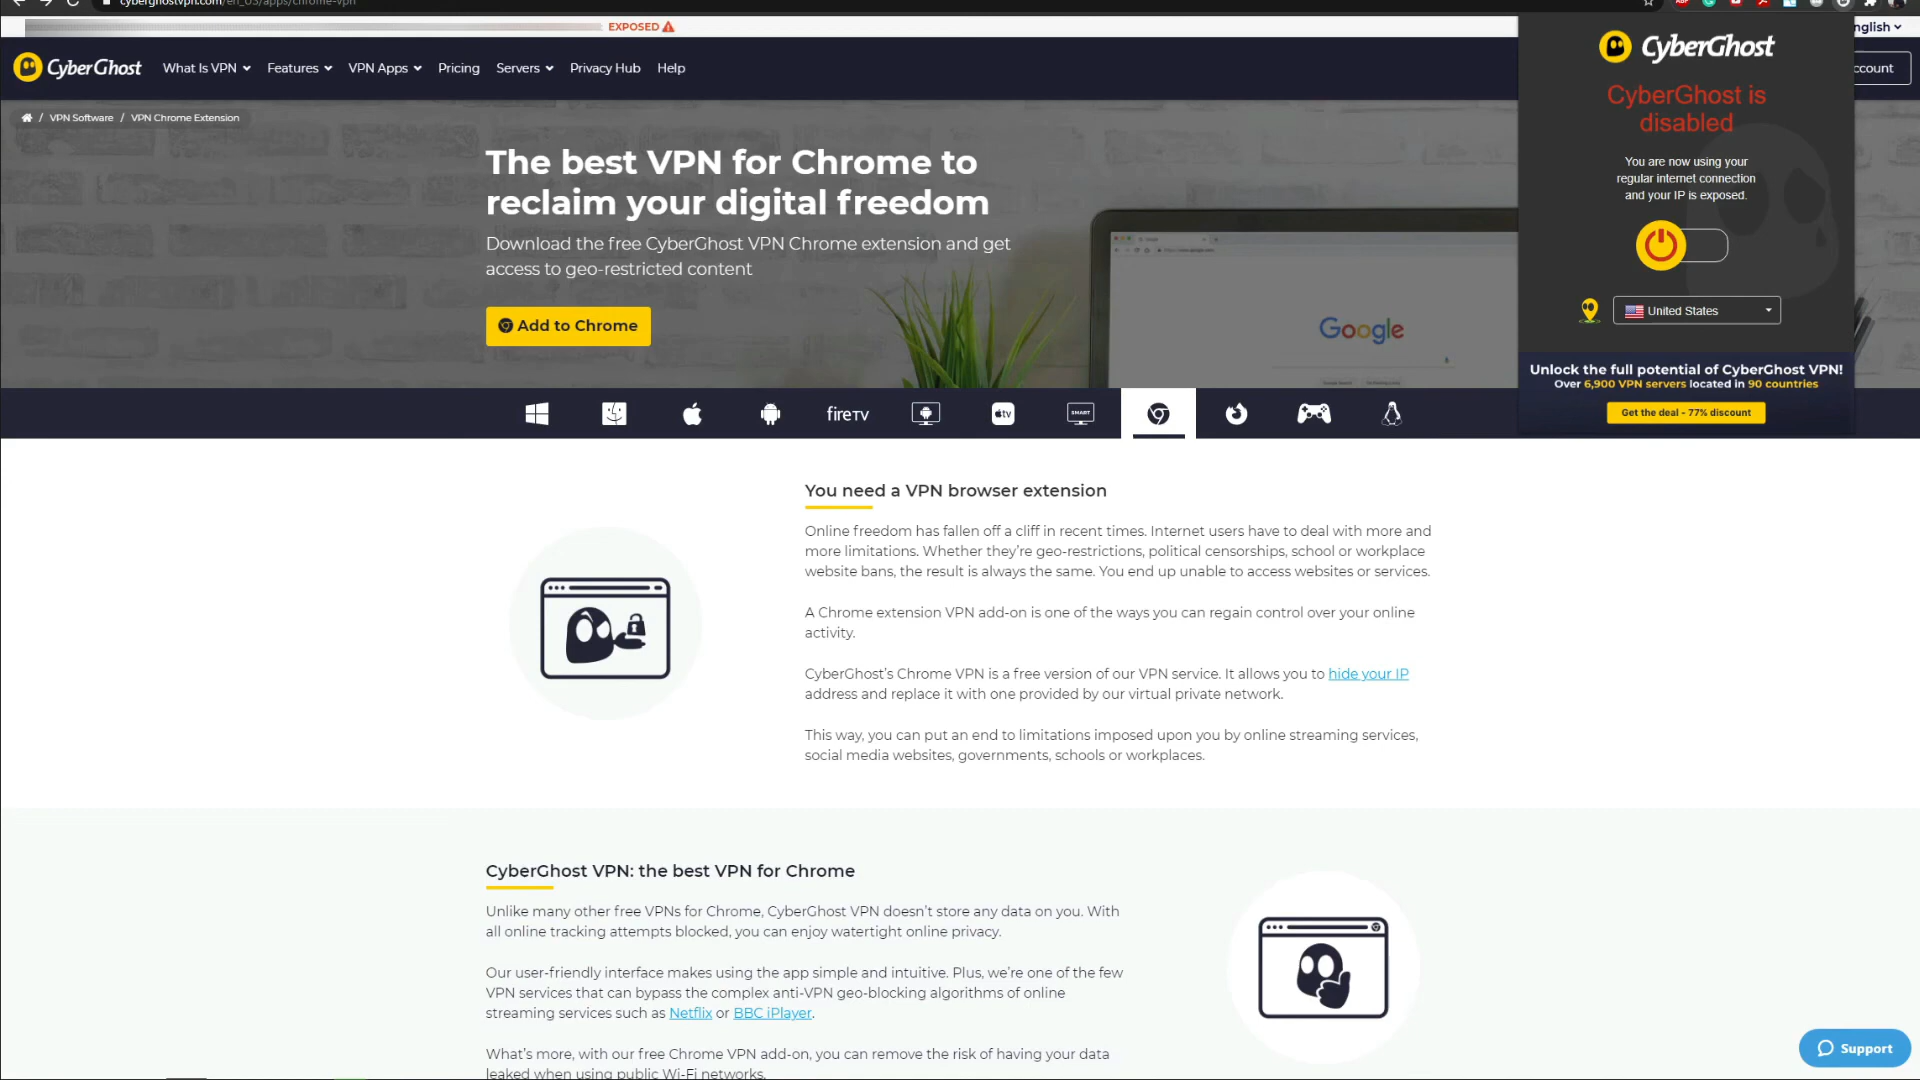 cyberghostvpn.com/en_US/apps/chrome-vpn
EXPOSED
English
CyberGhost
What Is VPN
Features
VPN Apps
Pricing
Servers
Privacy Hub
Help
ccount
/ VPN Software / VPN Chrome Extension
The best VPN for Chrome to
reclaim your digital freedom
Download the free CyberGhost VPN Chrome extension and get
access to geo-restricted content
Add to Chrome
Google
CyberGhost
CyberGhost is
disabled
You are now using your
regular internet connection
and your IP is exposed.
United States
Unlock the full potential of CyberGhost VPN!
Over 6,900 VPN servers located in 90 countries
Get the deal - 77% discount
fireTV
tv
SMART
You need a VPN browser extension
Online freedom has fallen off a cliff in recent times. Internet users have to deal with more and
more limitations. Whether they’re geo-restrictions, political censorships, school or workplace
website bans, the result is always the same. You end up unable to access websites or services.
A Chrome extension VPN add-on is one of the ways you can regain control over your online
activity.
CyberGhost’s Chrome VPN is a free version of our VPN service. It allows you to hide your IP
address and replace it with one provided by our virtual private network.
This way, you can put an end to limitations imposed upon you by online streaming services,
social media websites, governments, schools or workplaces.
CyberGhost VPN: the best VPN for Chrome
Unlike many other free VPNs for Chrome, CyberGhost VPN doesn’t store any data on you. With
all online tracking attempts blocked, you can enjoy watertight online privacy.
Our user-friendly interface makes using the app simple and intuitive. Plus, we’re one of the few
VPN services that can bypass the complex anti-VPN geo-blocking algorithms of online
streaming services such as Netflix or BBC iPlayer.
What’s more, with our free Chrome VPN add-on, you can remove the risk of having your data
leaked when using public Wi-Fi networks.
Support